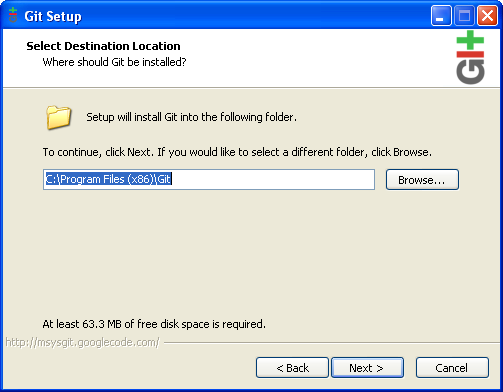 Git Setup
Select Destination Location
Where should Git be installed?
git
Setup will install Git into the following folder.
To continue, click Next. If you would like to select a different folder, click Browse.
C:\Program Files (x86)\Git
Browse...
At least 63.3 MB of free disk space is required.
http://msysgit.googlecode.com/
< Back
Next >
Cancel